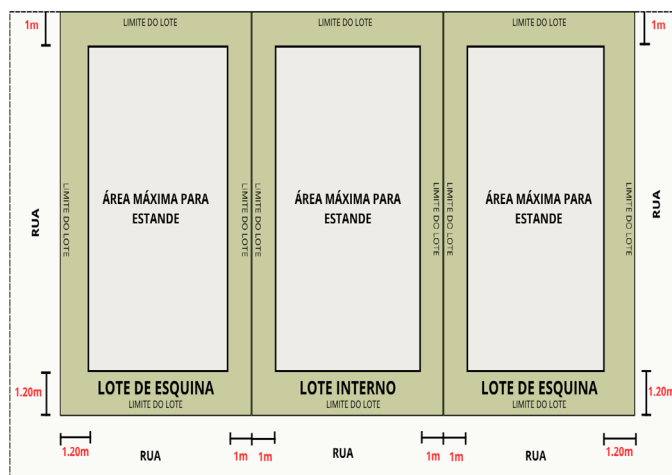 LIMITE DO LOTE
LIMITE DO LOTE
LIMITE DO LOTE
1m
1m
ÁREA MÁXIMA PARA
ESTANDE
ÁREA MÁXIMA PARA
ESTANDE
ÁREA MÁXIMA PARA
ESTANDE
RUA
LIMITE DO LOTE
LIMITE DO LOTE
LIMITE DO LOTE
LIMITE DO LOTE
LIMITE DO LOTE
LIMITE DO LOTE
RUA
1.20m
LOTE DE ESQUINA
LIMITE DO LOTE
LOTE INTERNO
LIMITE DO LOTE
LOTE DE ESQUINA
LIMITE DO LOTE
1.20m
1.20m
RUA
1m
1m
RUA
1m
1m
RUA
1.20m